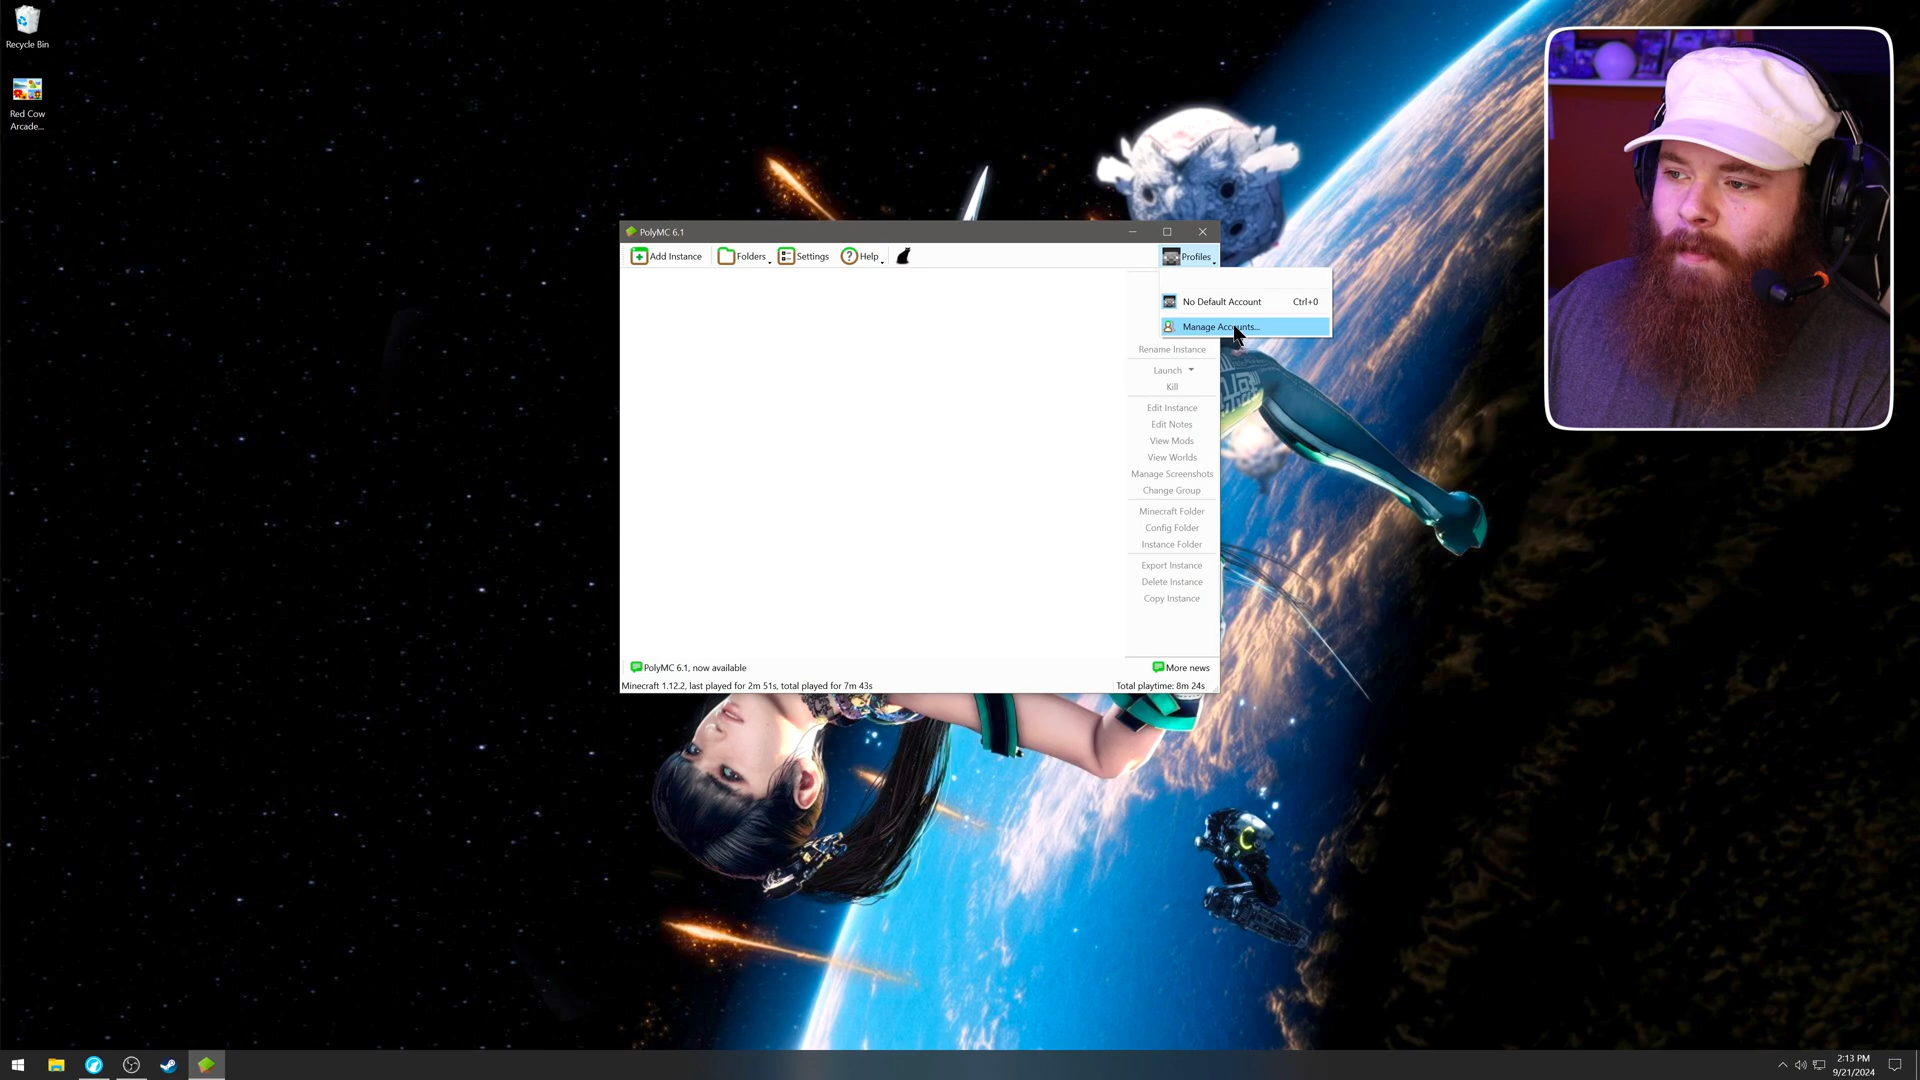 Recycle Bin
Red Cow
Arcade...
PolyMC 6.1
Add Instance
Folders
Settings
Help
Profiles
No Default Account Ctrl+0
Manage Accounts...
Rename Instance
Launch
Kill
Edit Instance
Edit Notes
View Mods
View Worlds
Manage Screenshots
Change Group
Minecraft Folder
Config Folder
Instance Folder
Export Instance
Delete Instance
Copy Instance
PolyMC 6.1, now available
More news
Minecraft 1.12.2, last played for 2m 51s, total played for 7m 43s
Total playtime: 8m 24s
2:13 PM
9/21/2024